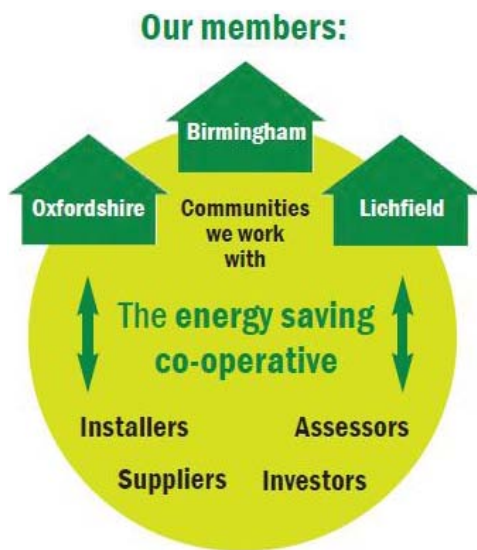 Our members:
Birmingham
Oxfordshire
Lichfield
Communities
we work
with
The energy saving
co-operative
Installers
Assessors
Suppliers
Investors